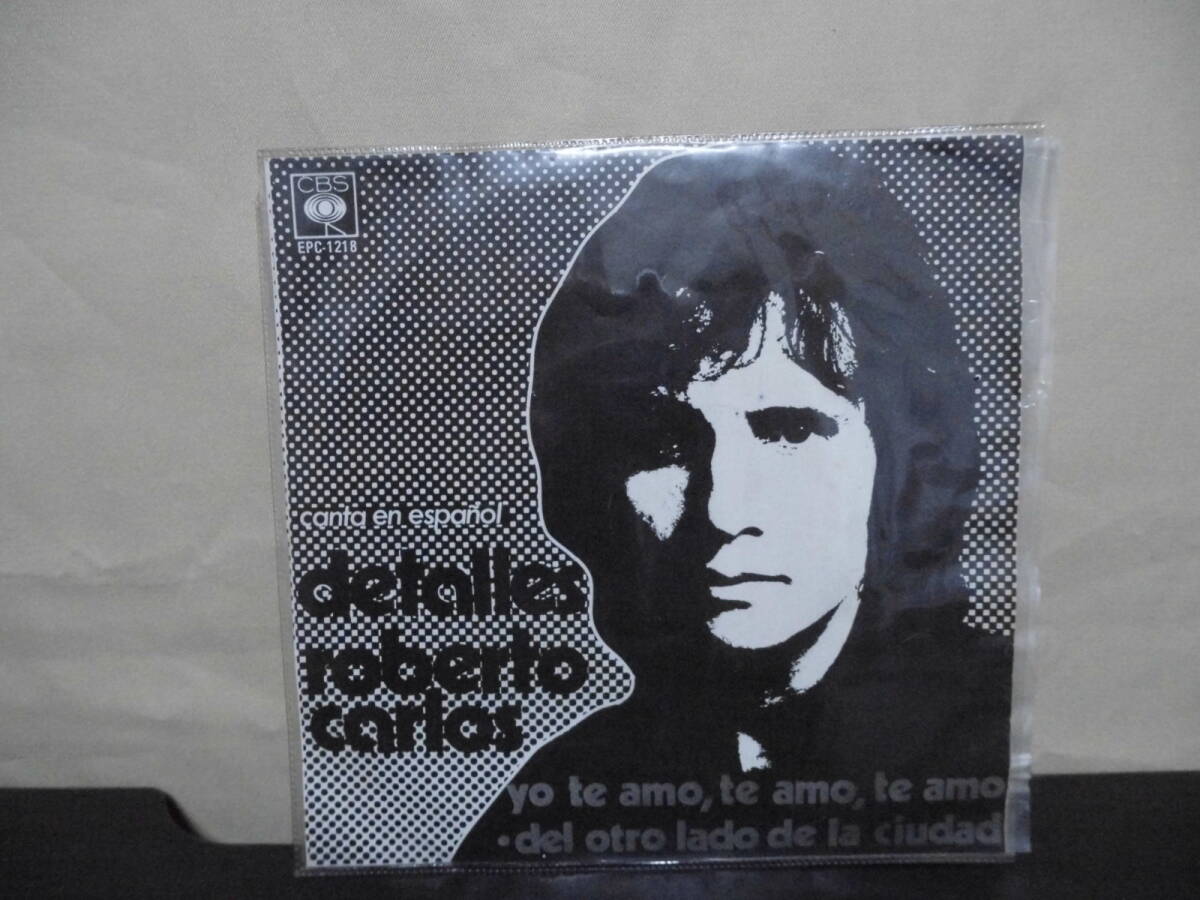 CBS
EPC-1218
canta en español
detalles
roberto
carlos
yo te amo, te amo, te amo
•del otro lado de la ciudad